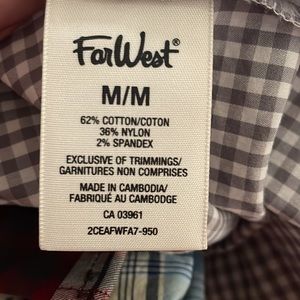 FarWest®
M/M
62% COTTON/COTON
36% NYLON
2% SPANDEX
EXCLUSIVE OF TRIMMINGS/
GARNITURES NON COMPRISES
MADE IN CAMBODIA/
FABRIQUÉ AU CAMBODGE
CA 03961
2CEAFWFA7-950